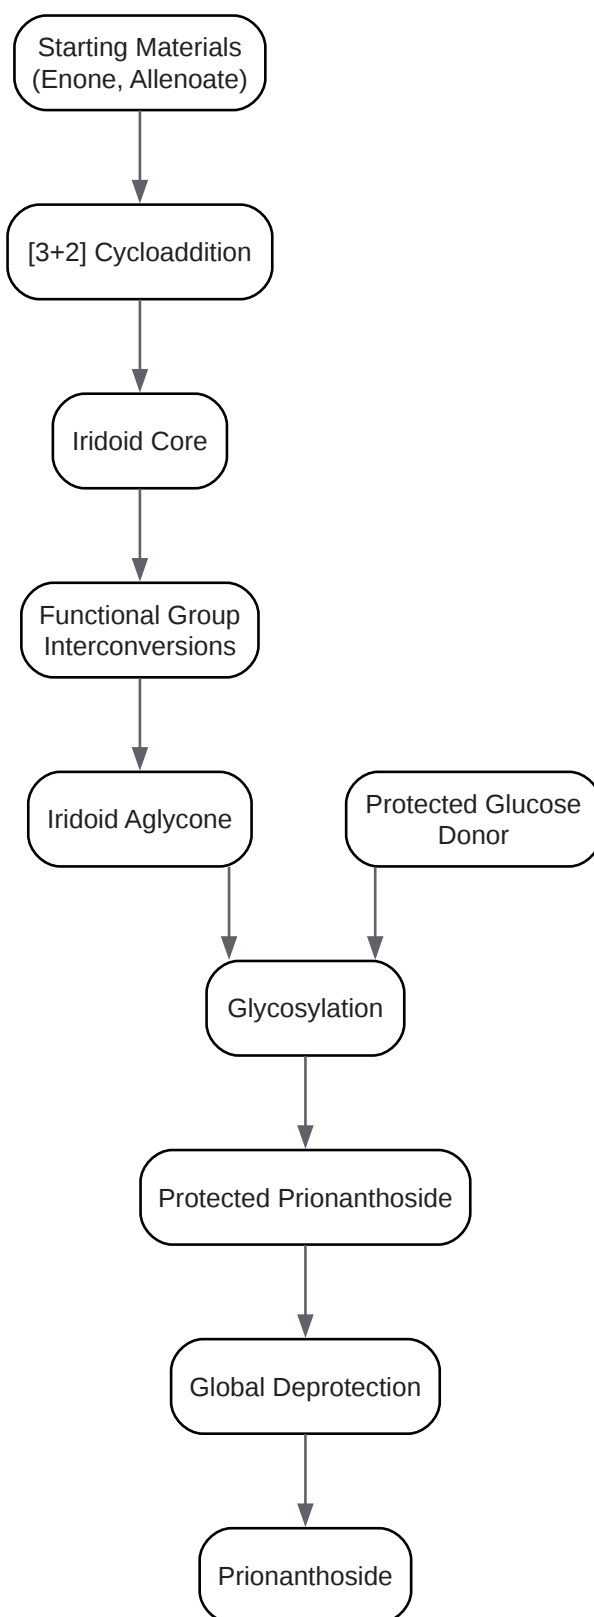 Starting Materials
(Enone, Allenoate)
[3+2] Cycloaddition
Iridoid Core
Functional Group
Interconversions
Iridoid Aglycone
Protected Glucose
Donor
Glycosylation
Protected Prionanthoside
Global Deprotection
Prionanthoside